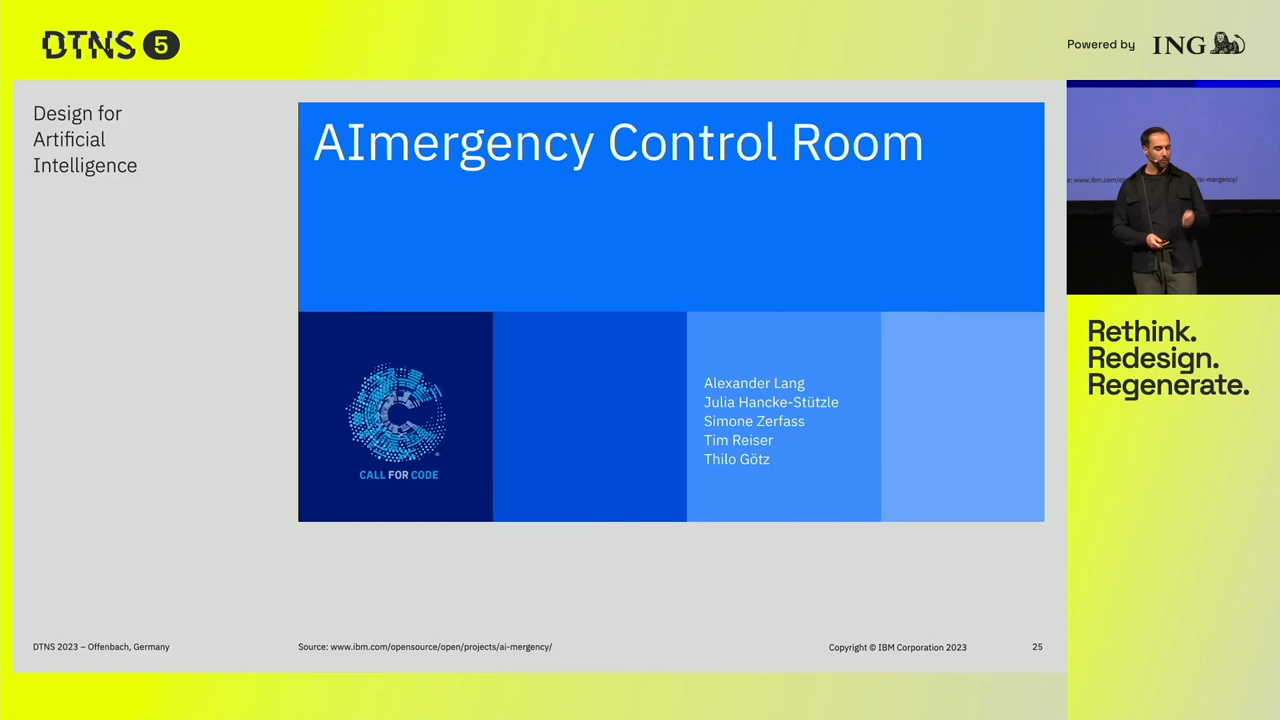 DTNS 5
Powered by
ING
Design for
Artificial
Intelligence
AImergency Control Room
Alexander Lang
Julia Hancke-Stützle
Simone Zerfass
Tim Reiser
Thilo Götz
CALL FOR CODE
Rethink.
Redesign.
Regenerate.
DTNS 2023 – Offenbach, Germany
Source: www.ibm.com/opensource/open/projects/ai-mergency/
Copyright © IBM Corporation 2023
25